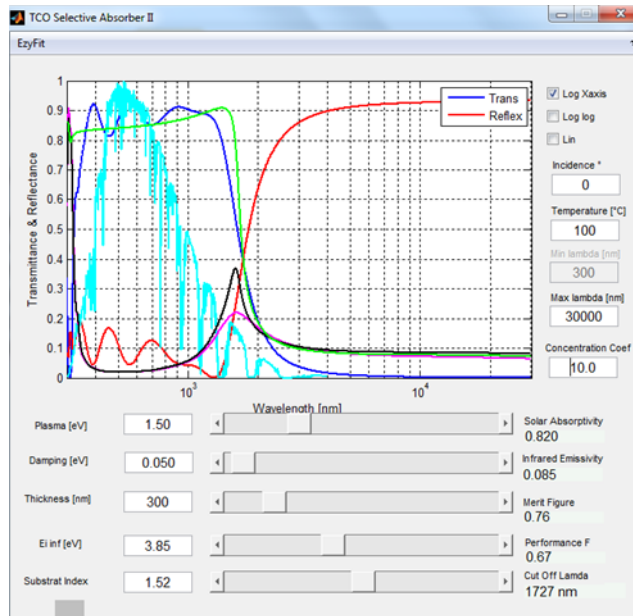 TCO Selective Absorber II
EzyFit
Transmittance & Reflectance
1
0.9
0.8
0.7
0.6
0.5
0.4
0.3
0.2
0.1
0
10^3
10^4
Wavelength [nm]
Trans
Reflex
Log Xaxis
Log log
Lin
Incidence °
0
Temperature [°C]
100
Min lambda [nm]
300
Max lambda [nm]
30000
Concentration Coef
10.0
Plasma [eV] 1.50
Solar Absorptivity
0.820
Damping [eV] 0.050
Infrared Emissivity
0.085
Thickness [nm] 300
Merit Figure
0.76
Ei inf [eV] 3.85
Performance F
0.67
Substrat Index 1.52
Cut Off Lamda
1727 nm